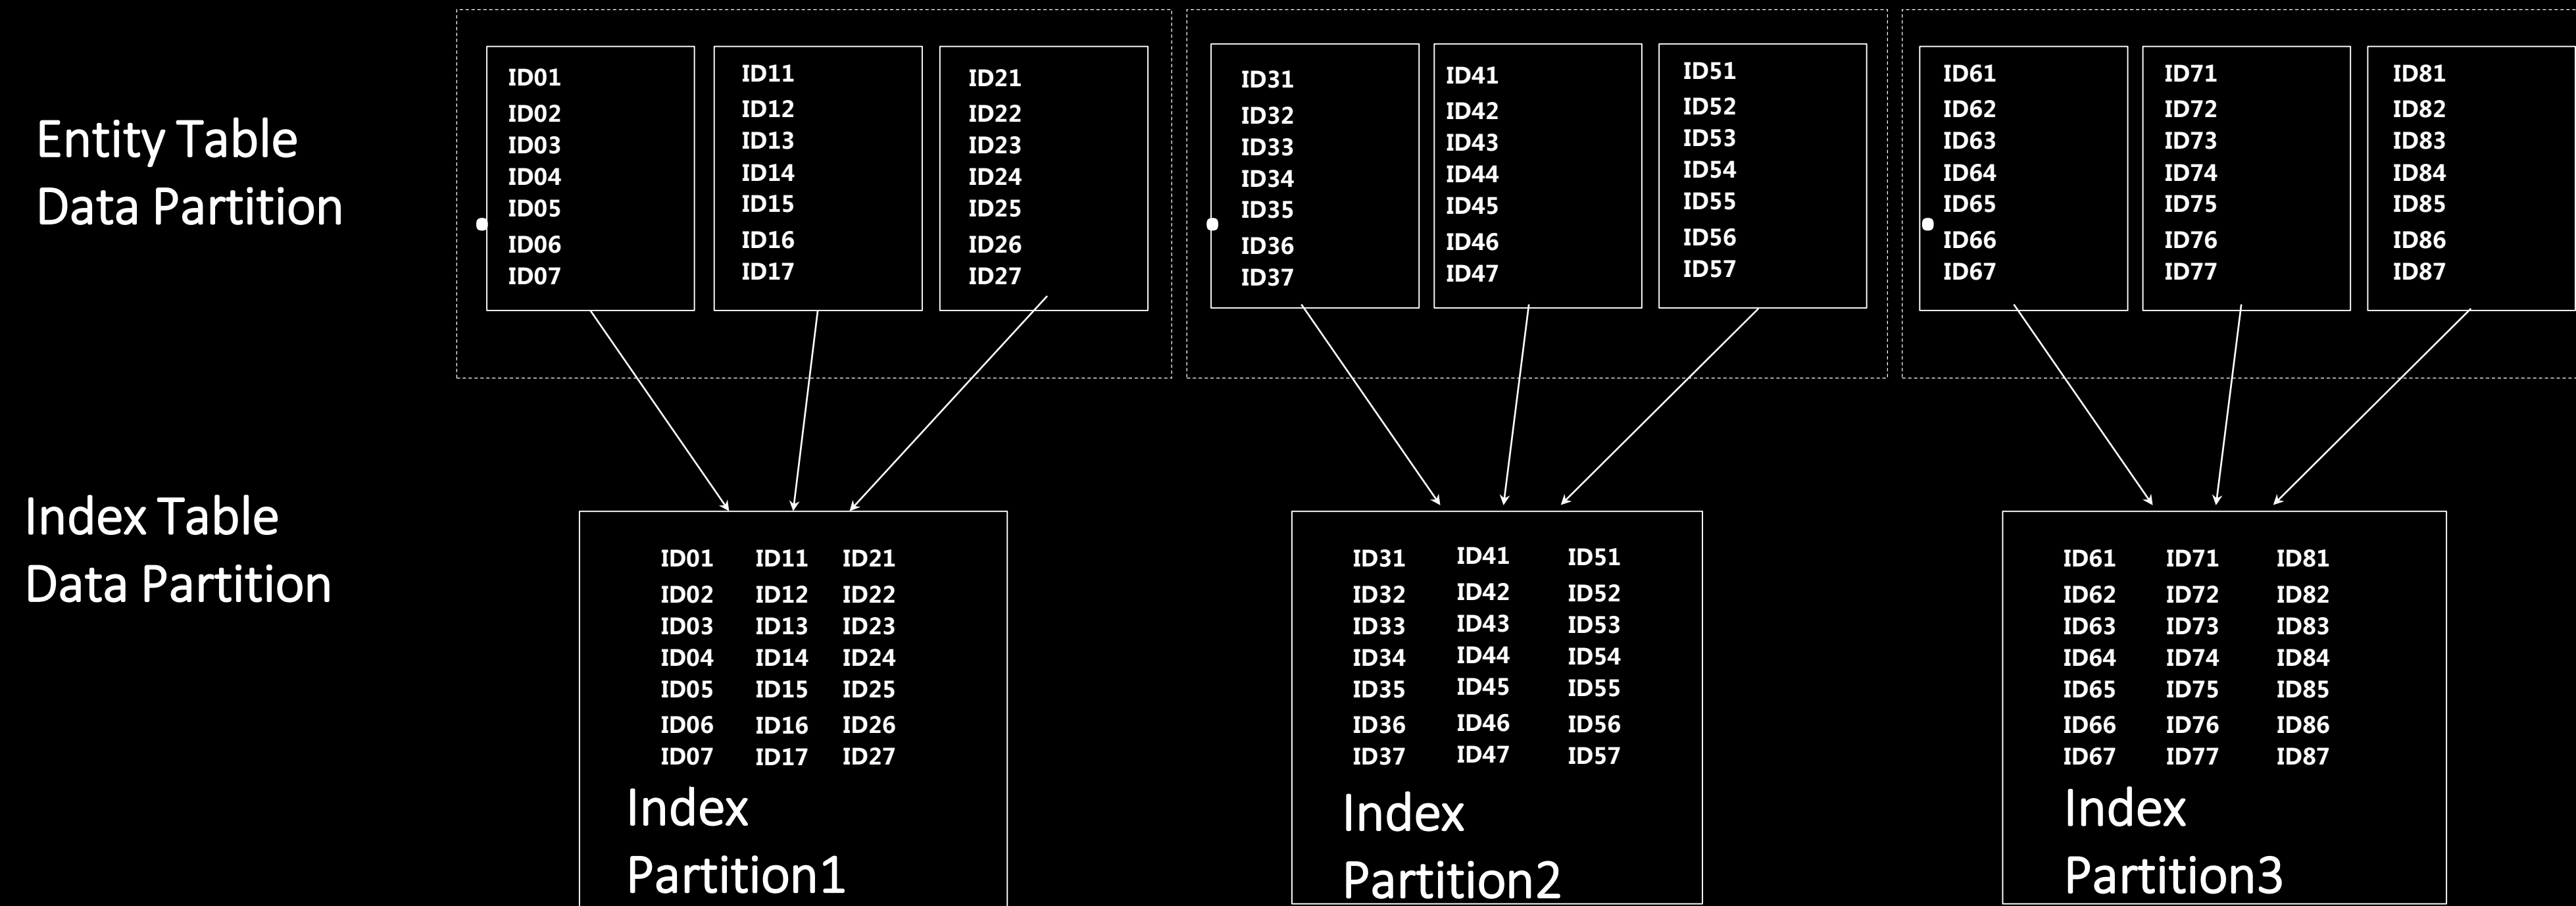 Entity Table
Data Partition
ID01
ID02
ID03
ID04
ID05
ID06
ID07
ID11
ID12
ID13
ID14
ID15
ID16
ID17
ID21
ID22
ID23
ID24
ID25
ID26
ID27
ID31
ID32
ID33
ID34
ID35
ID36
ID37
ID41
ID42
ID43
ID44
ID45
ID46
ID47
ID51
ID52
ID53
ID54
ID55
ID56
ID57
ID61
ID62
ID63
ID64
ID65
ID66
ID67
ID71
ID72
ID73
ID74
ID75
ID76
ID77
ID81
ID82
ID83
ID84
ID85
ID86
ID87
Index Table
Data Partition
ID01
ID02
ID03
ID04
ID05
ID06
ID07
ID11
ID12
ID13
ID14
ID15
ID16
ID17
ID21
ID22
ID23
ID24
ID25
ID26
ID27
Index
Partition1
ID31
ID32
ID33
ID34
ID35
ID36
ID37
ID41
ID42
ID43
ID44
ID45
ID46
ID47
ID51
ID52
ID53
ID54
ID55
ID56
ID57
Index
Partition2
ID61
ID62
ID63
ID64
ID65
ID66
ID67
ID71
ID72
ID73
ID74
ID75
ID76
ID77
ID81
ID82
ID83
ID84
ID85
ID86
ID87
Index
Partition3